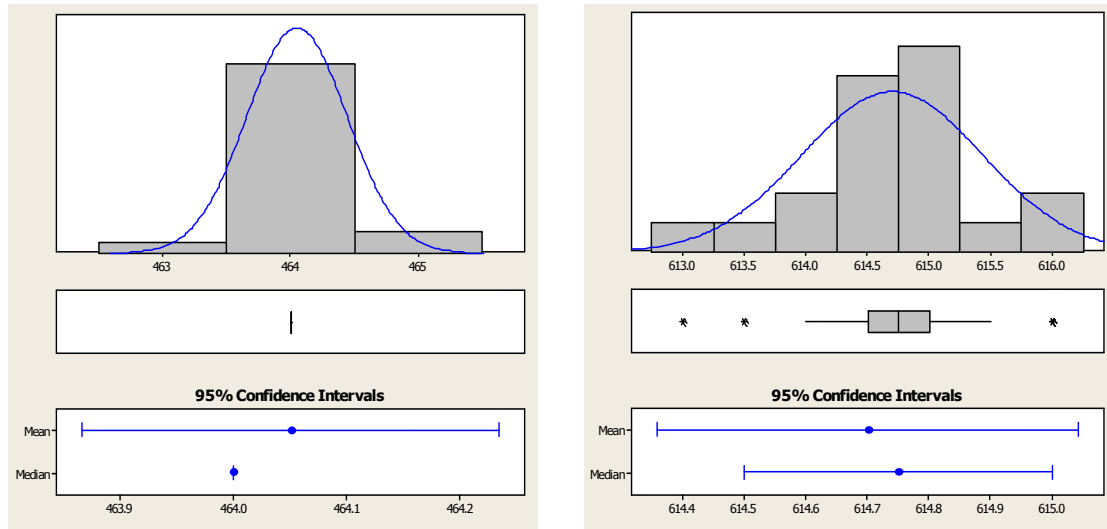 463 464 465
95% Confidence Intervals
Mean
Median
463.9 464.0 464.1 464.2
613.0 613.5 614.0 614.5 615.0 615.5 616.0
95% Confidence Intervals
Mean
Median
614.4 614.5 614.6 614.7 614.8 614.9 615.0